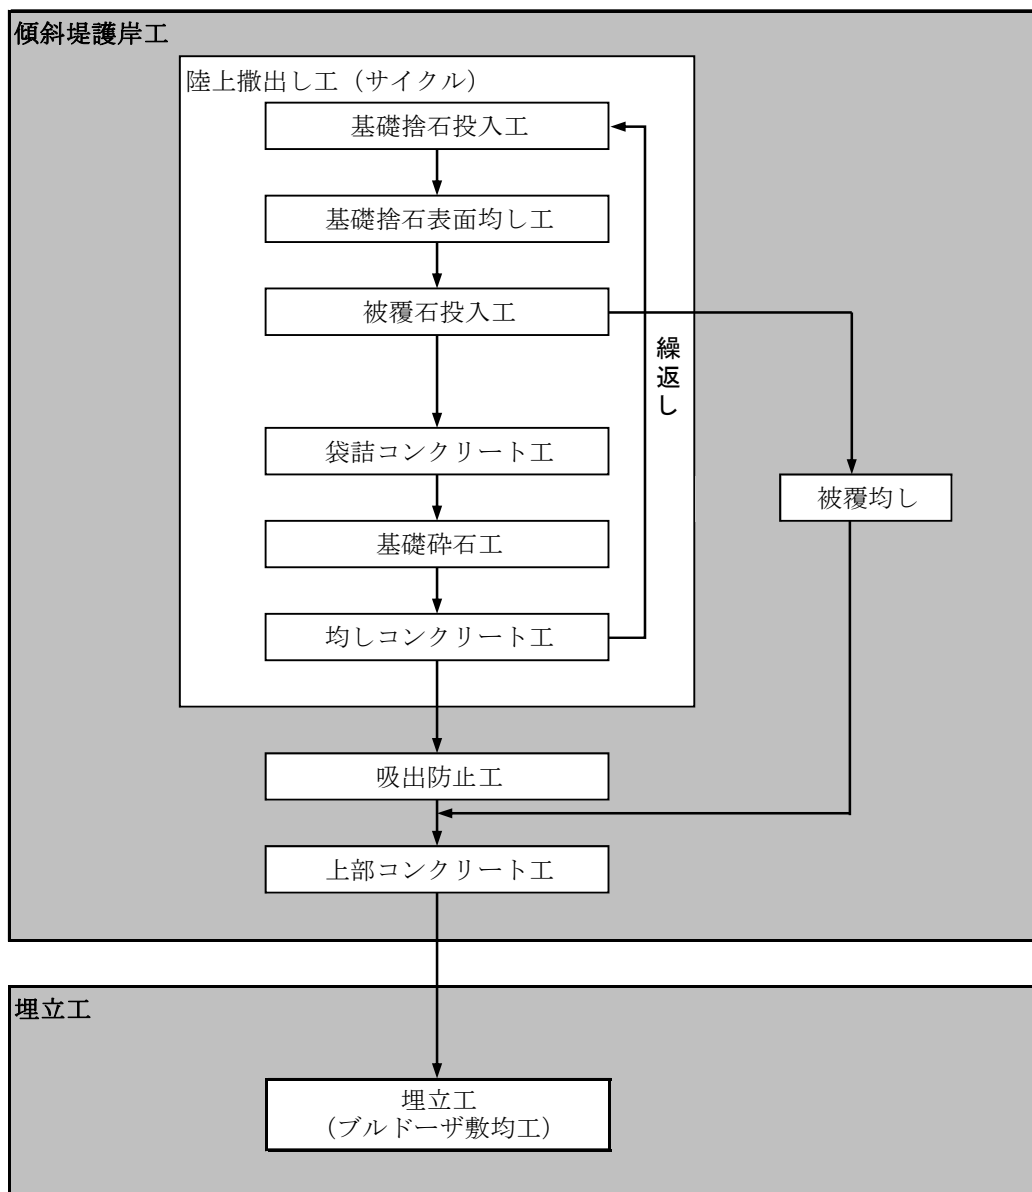 傾斜堤護岸工
陸上撒出し工（サイクル）
基礎捨石投入工
基礎捨石表面均し工
被覆石投入工
繰返し
袋詰コンクリート工
被覆均し
基礎砕石工
均しコンクリート工
吸出防止工
上部コンクリート工
埋立工
埋立工
（ブルドーザ敷均工）